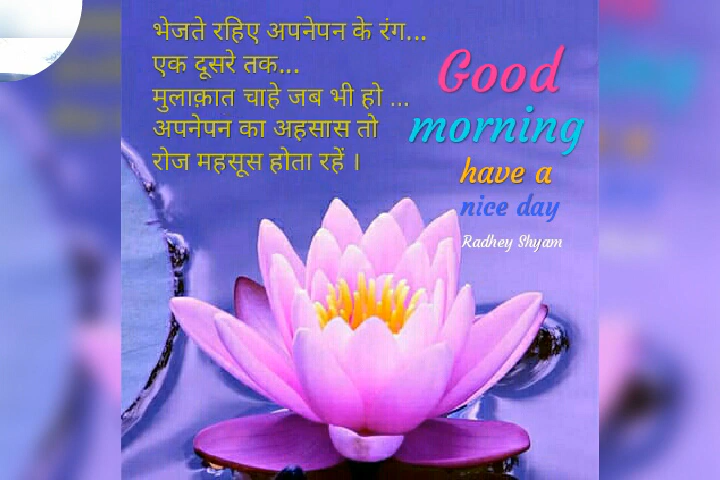 भेजते रहिए अपनेपन के रंग...
एक दूसरे तक...
मुलाक़ात चाहे जब भी हो ...
अपनेपन का अहसास तो
रोज महसूस होता रहें ।
Good
morning
have a
nice day
Radhey Shyam